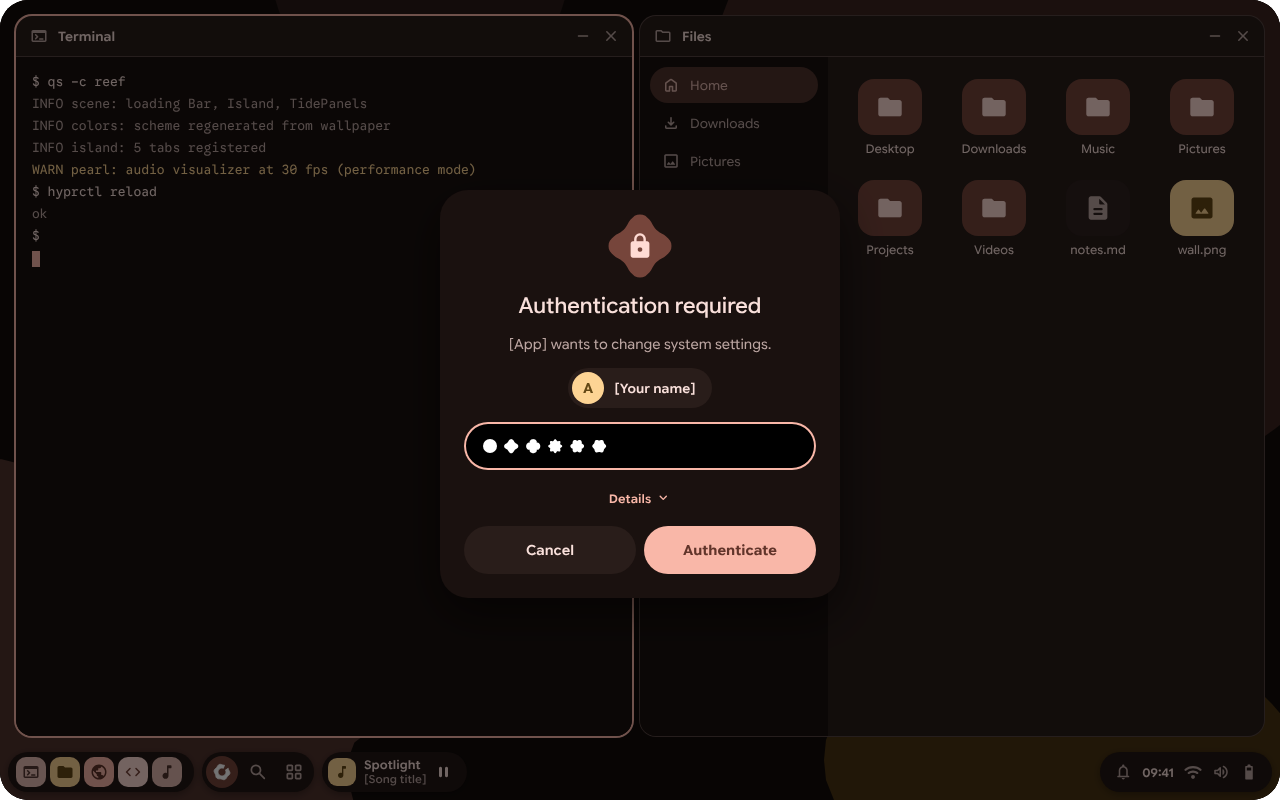 Terminal
$ qs -c reef
INFO scene: loading Bar, Island, TidePanels
INFO colors: scheme regenerated from wallpaper
INFO island: 5 tabs registered
WARN pearl: audio visualizer at 30 fps (performance mode)
$ hyprctl reload
ok
$
Files
Home
Downloads
Pictures
Desktop
Downloads
Music
Pictures
Projects
Videos
notes.md
wall.png
Authentication required
[App] wants to change system settings.
A
[Your name]
Details
Cancel
Authenticate
Spotlight
[Song title]
09:41